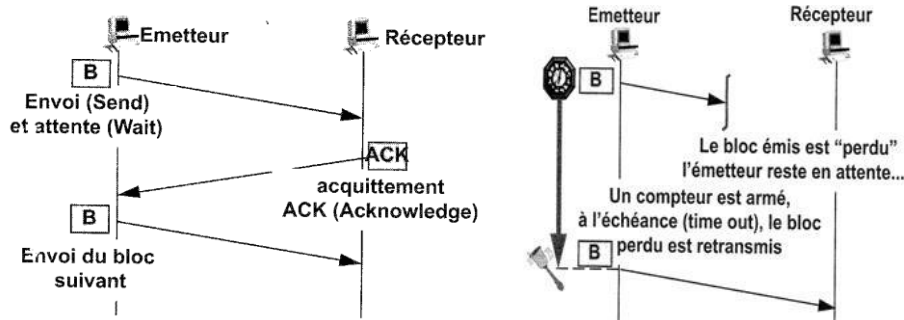 Emetteur
Récepteur
B
Envoi (Send)
et attente (Wait)
ACK
acquittement
ACK (Acknowledge)
B
Envoi du bloc
suivant
Emetteur
Récepteur
B
Le bloc émis est “perdu”
l'émetteur reste en attente...
Un compteur est armé,
à l'échéance (time out), le bloc
perdu est retransmis
B